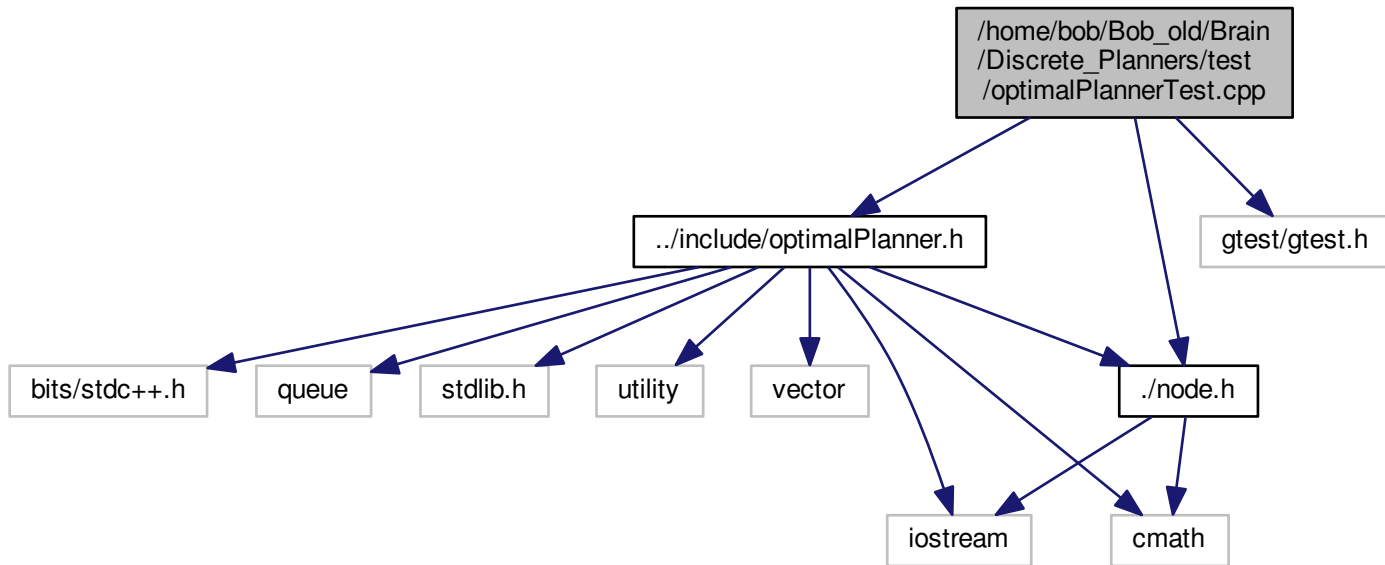 /home/bob/Bob_old/Brain
/Discrete_Planners/test
/optimalPlannerTest.cpp
../include/optimalPlanner.h
gtest/gtest.h
bits/stdc++.h
queue
stdlib.h
utility
vector
./node.h
iostream
cmath